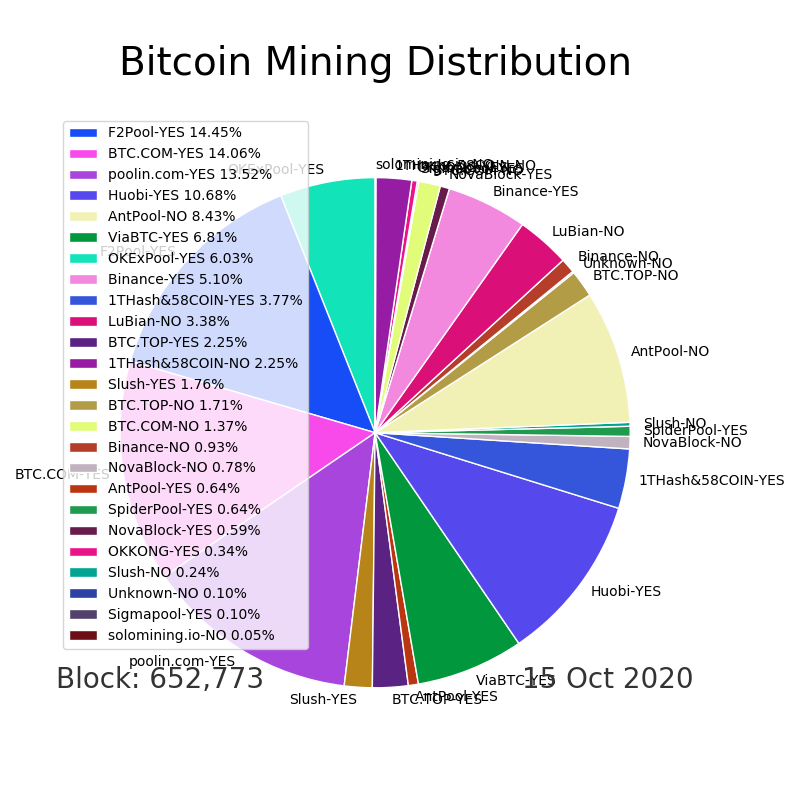 Bitcoin Mining Distribution
F2Pool-YES 14.45%
BTC.COM-YES 14.06%
poolin.com-YES 13.52%
Huobi-YES 10.68%
AntPool-NO 8.43%
ViaBTC-YES 6.81%
OKExPool-YES 6.03%
Binance-YES 5.10%
1THash&58COIN-YES 3.77%
LuBian-NO 3.38%
BTC.TOP-YES 2.25%
1THash&58COIN-NO 2.25%
Slush-YES 1.76%
BTC.TOP-NO 1.71%
BTC.COM-NO 1.37%
Binance-NO 0.93%
NovaBlock-NO 0.78%
AntPool-YES 0.64%
SpiderPool-YES 0.64%
NovaBlock-YES 0.59%
OKKONG-YES 0.34%
Slush-NO 0.24%
Unknown-NO 0.10%
Sigmapool-YES 0.10%
solomining.io-NO 0.05%
solomining.io-NO
1THash&58COIN-NO
NovaBlock-YES
Binance-YES
LuBian-NO
Binance-NO
Unknown-NO
BTC.TOP-NO
AntPool-NO
Slush-NO
SpiderPool-YES
NovaBlock-NO
1THash&58COIN-YES
Huobi-YES
ViaBTC-YES
AntPool-YES
BTC.TOP-YES
Slush-YES
poolin.com-YES
BTC.COM-YES
F2Pool-YES
OKExPool-YES
Block: 652,773
15 Oct 2020